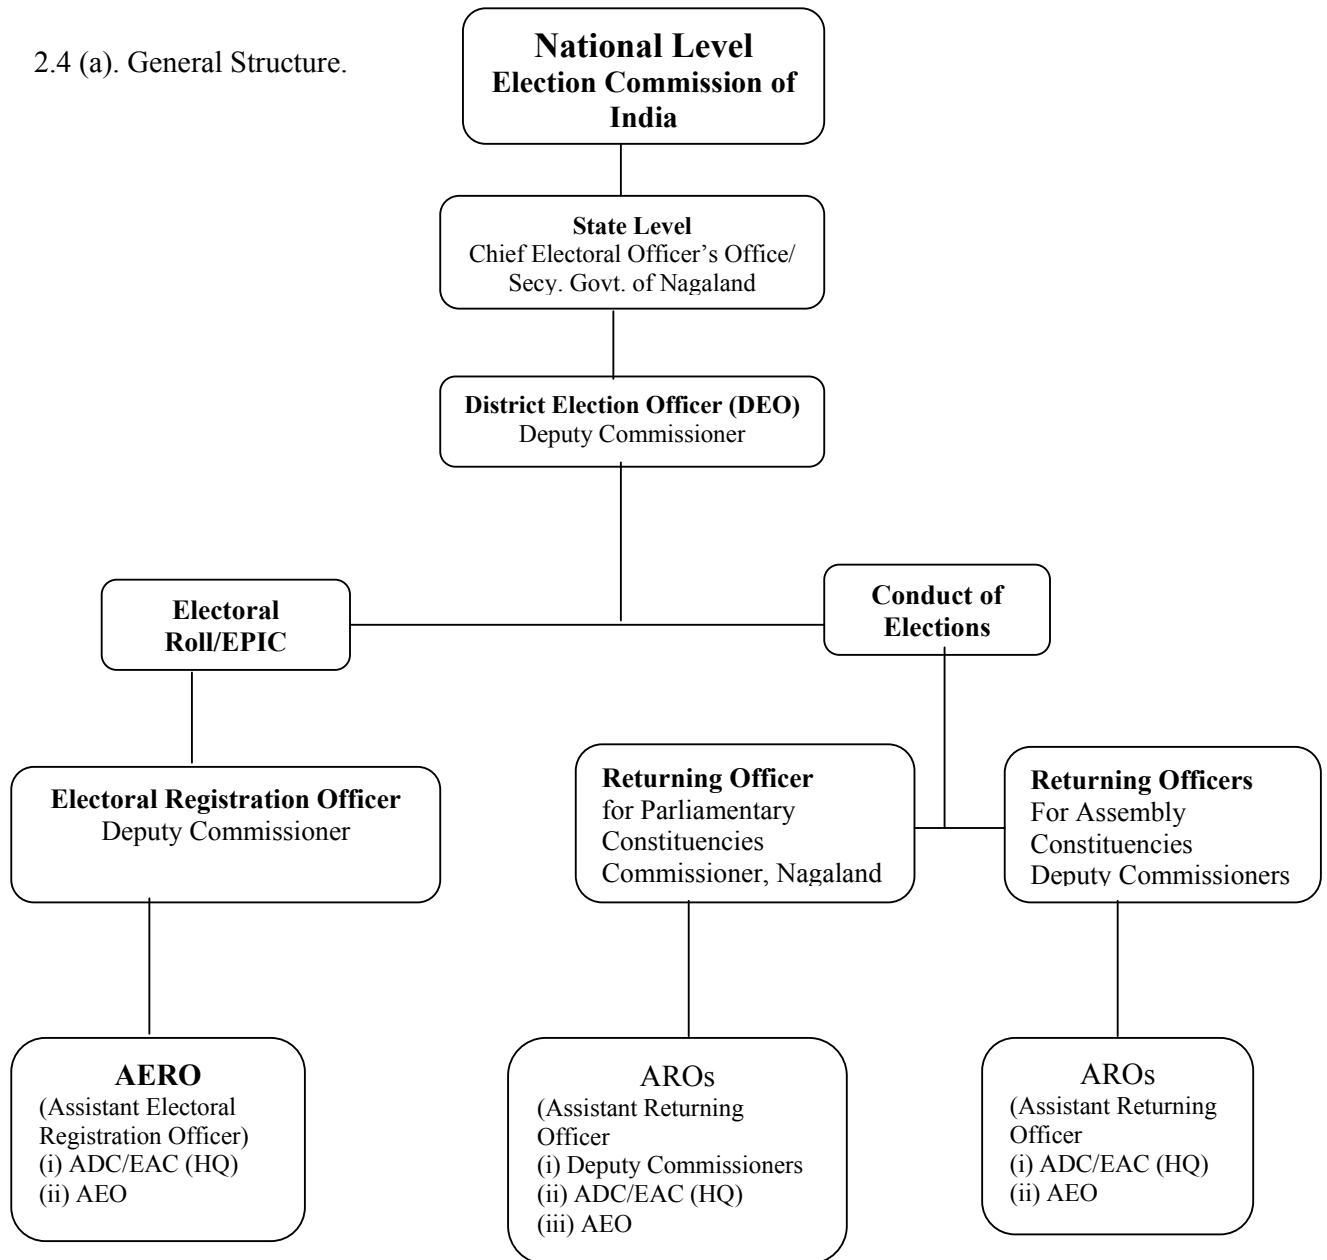 2.4 (a). General Structure.
National Level
Election Commission of
India
State Level
Chief Electoral Officer’s Office/
Secy. Govt. of Nagaland
District Election Officer (DEO)
Deputy Commissioner
Electoral
Roll/EPIC
Conduct of
Elections
Electoral Registration Officer
Deputy Commissioner
Returning Officer
for Parliamentary
Constituencies
Commissioner, Nagaland
Returning Officers
For Assembly
Constituencies
Deputy Commissioners
AERO
(Assistant Electoral
Registration Officer)
(i) ADC/EAC (HQ)
(ii) AEO
AROs
(Assistant Returning
Officer
(i) Deputy Commissioners
(ii) ADC/EAC (HQ)
(iii) AEO
AROs
(Assistant Returning
Officer
(i) ADC/EAC (HQ)
(ii) AEO